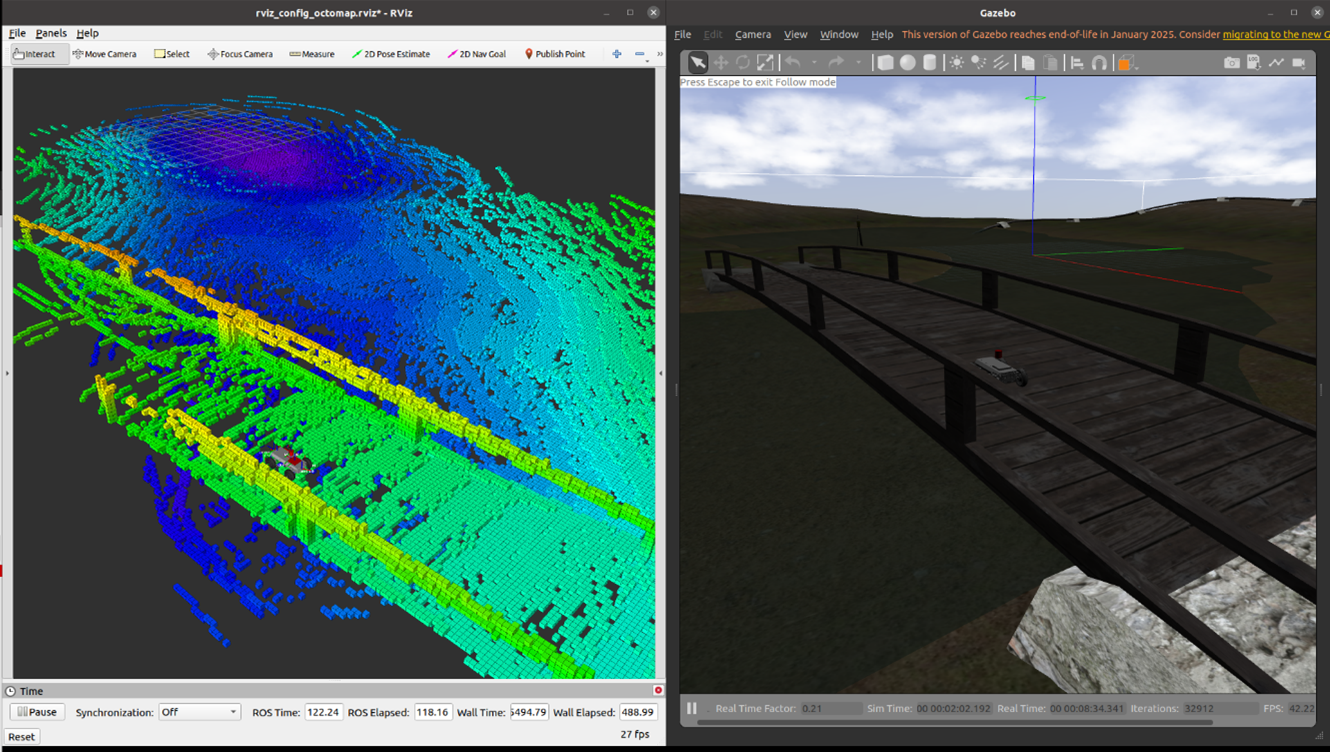 rviz_config_octomap.rviz* - RViz
File Panels Help
Interact Move Camera Select Focus Camera Measure 2D Pose Estimate 2D Nav Goal Publish Point
Time
Pause Synchronization: Off ROS Time: 122.24 ROS Elapsed: 118.16 Wall Time: 5494.79 Wall Elapsed: 488.99
Reset 27 fps
Gazebo
File Edit Camera View Window Help This version of Gazebo reaches end-of-life in January 2025. Consider migrating to the new G
LOG
Press Escape to exit Follow mode
Real Time Factor: 0.21 Sim Time: 00 00:02:02.192 Real Time: 00 00:08:34.341 Iterations: 32912 FPS: 42.22